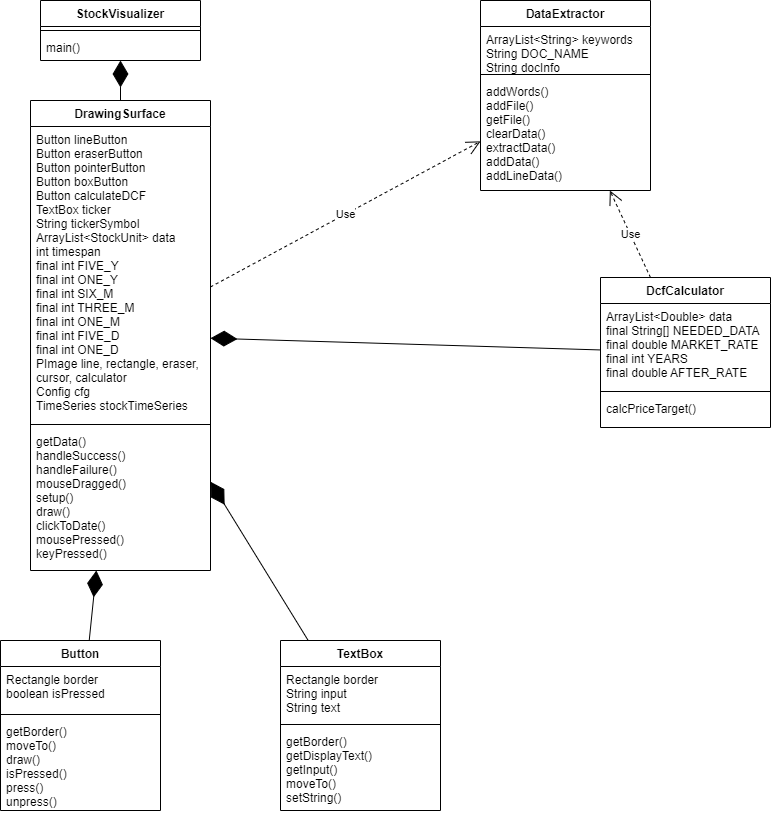 StockVisualizer
main()
DataExtractor
ArrayList<String> keywords
String DOC_NAME
String docInfo
addWords()
addFile()
getFile()
clearData()
extractData()
addData()
addLineData()
DrawingSurface
Button lineButton
Button eraserButton
Button pointerButton
Button boxButton
Button calculateDCF
TextBox ticker
String tickerSymbol
ArrayList<StockUnit> data
int timespan
final int FIVE_Y
final int ONE_Y
final int SIX_M
final int THREE_M
final int ONE_M
final int FIVE_D
final int ONE_D
PImage line, rectangle, eraser,
cursor, calculator
Config cfg
TimeSeries stockTimeSeries
getData()
handleSuccess()
handleFailure()
mouseDragged()
setup()
draw()
clickToDate()
mousePressed()
keyPressed()
Use
Use
DcfCalculator
ArrayList<Double> data
final String[] NEEDED_DATA
final double MARKET_RATE
final int YEARS
final double AFTER_RATE
calcPriceTarget()
Button
Rectangle border
boolean isPressed
getBorder()
moveTo()
draw()
isPressed()
press()
unpress()
TextBox
Rectangle border
String input
String text
getBorder()
getDisplayText()
getInput()
moveTo()
setString()